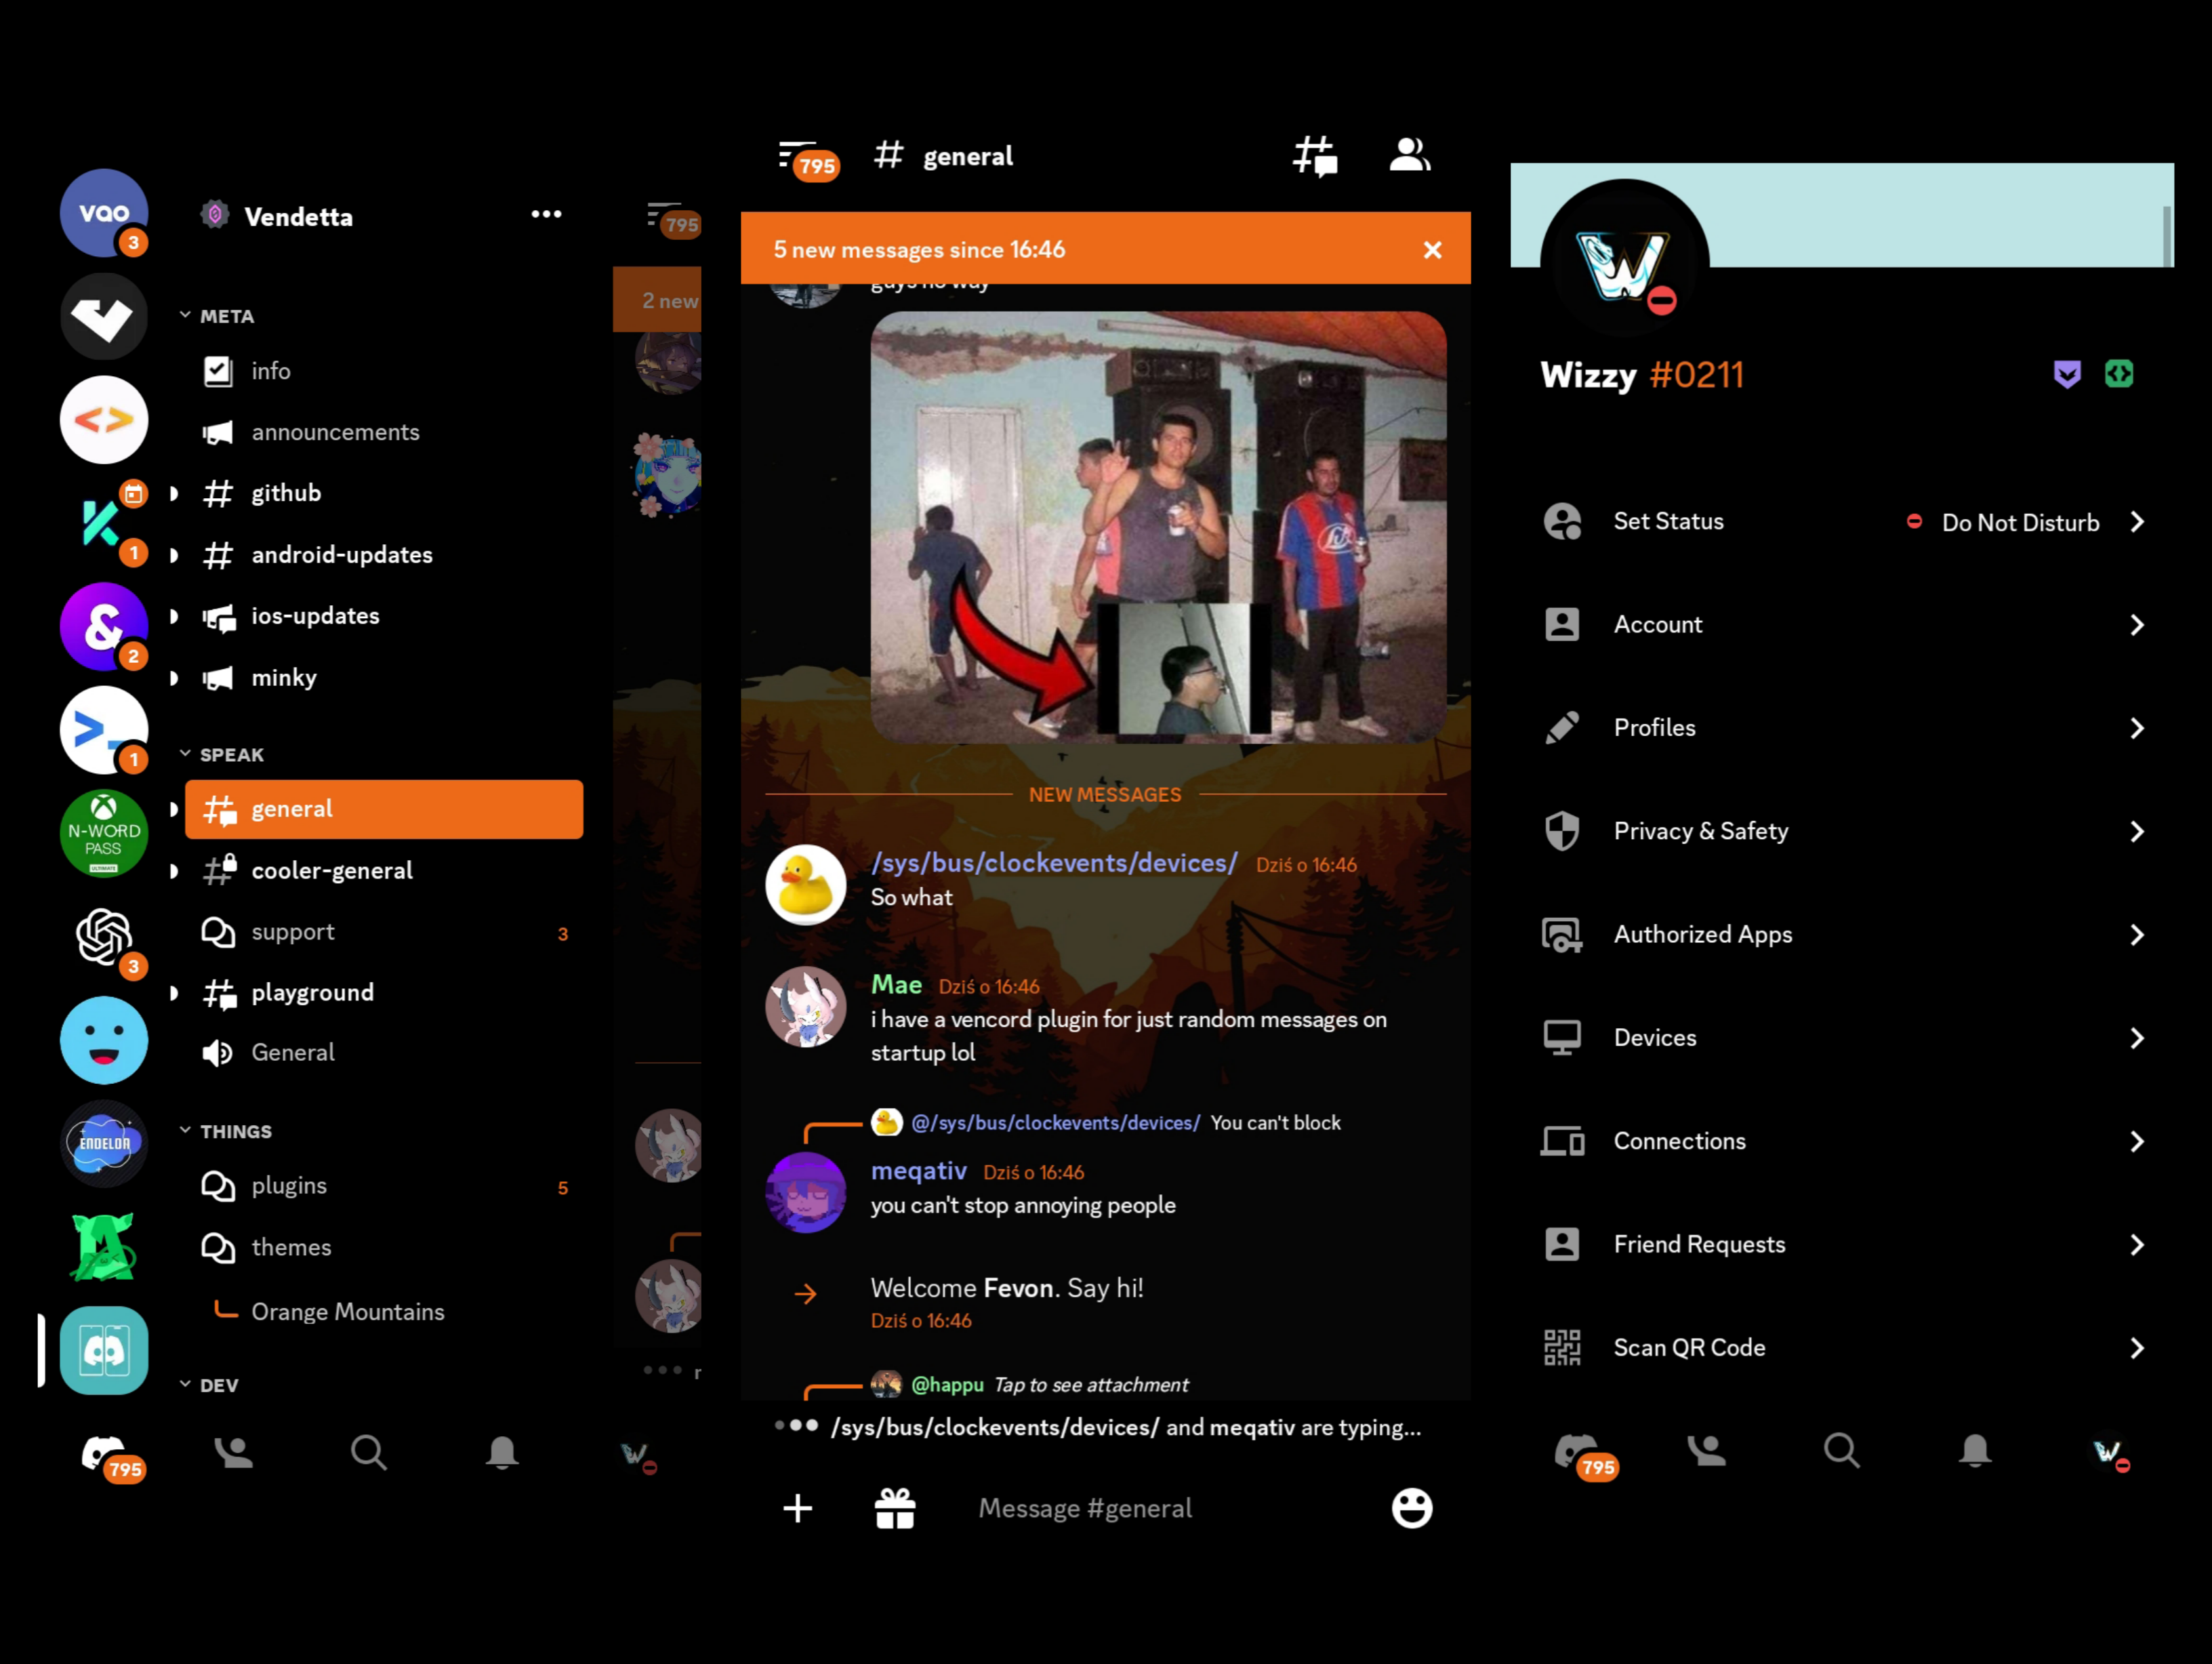 vao
3
Vendetta
META
info
announcements
github
1
android-updates
&
2
ios-updates
minky
1
SPEAK
general
N-WORD
PASS
ULTIMATE
cooler-general
support
3
3
playground
General
ENDELDA
THINGS
plugins
5
themes
Orange Mountains
DEV
795
795
2 new
795
general
5 new messages since 16:46
guys no way
NEW MESSAGES
/sys/bus/clockevents/devices/ Dziś o 16:46
So what
Mae Dziś o 16:46
i have a vencord plugin for just random messages on
startup lol
@/sys/bus/clockevents/devices/ You can't block
meqativ Dziś o 16:46
you can't stop annoying people
Welcome Fevon. Say hi!
Dziś o 16:46
@happu Tap to see attachment
/sys/bus/clockevents/devices/ and meqativ are typing...
Message #general
W
Wizzy #0211
Set Status
Do Not Disturb
Account
Profiles
Privacy & Safety
Authorized Apps
Devices
Connections
Friend Requests
Scan QR Code
795